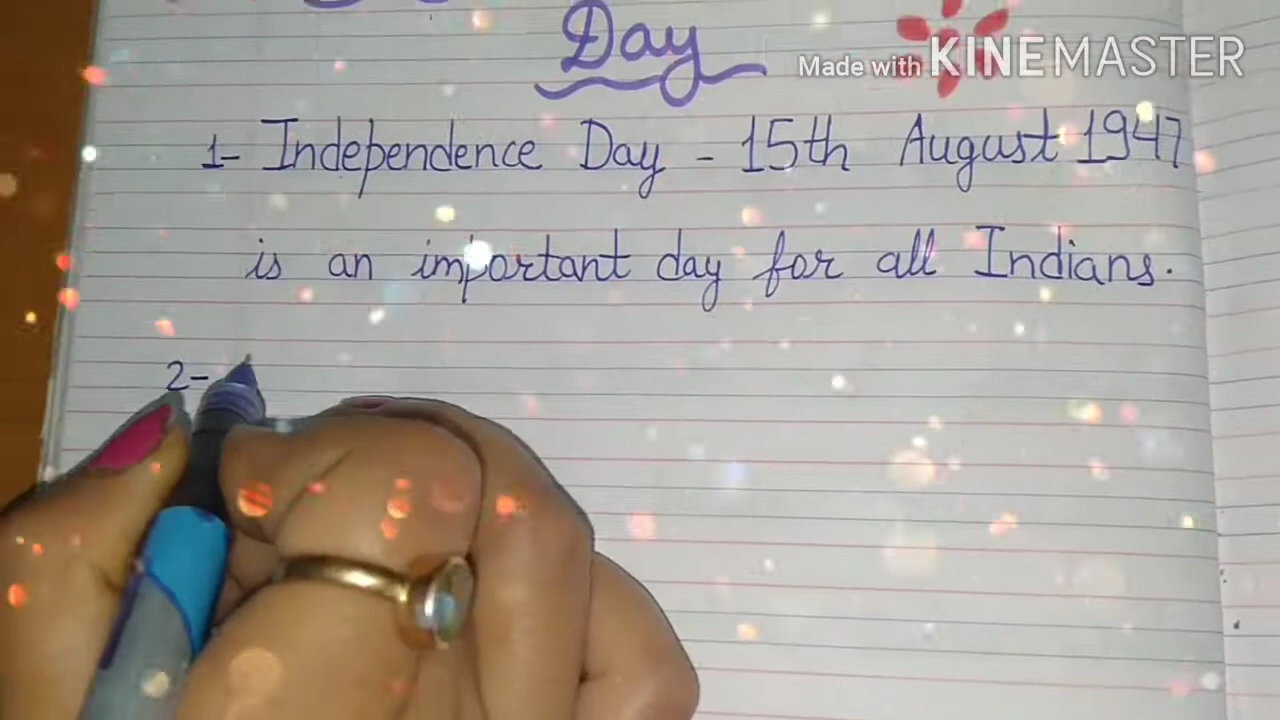 Day
Made with KINEMASTER
1- Independence Day - 15th August 1947
is an important day for all Indians.
2-